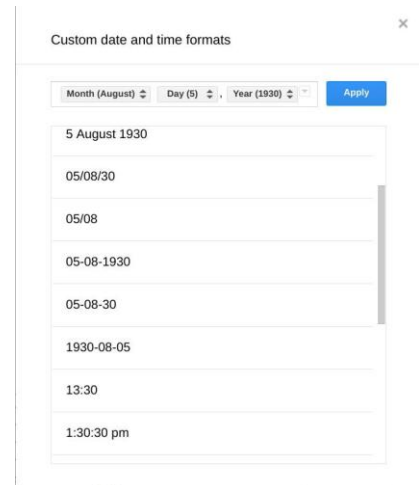 ×
Custom date and time formats
Month (August) Day (5) , Year (1930) Apply
5 August 1930
05/08/30
05/08
05-08-1930
05-08-30
1930-08-05
13:30
1:30:30 pm